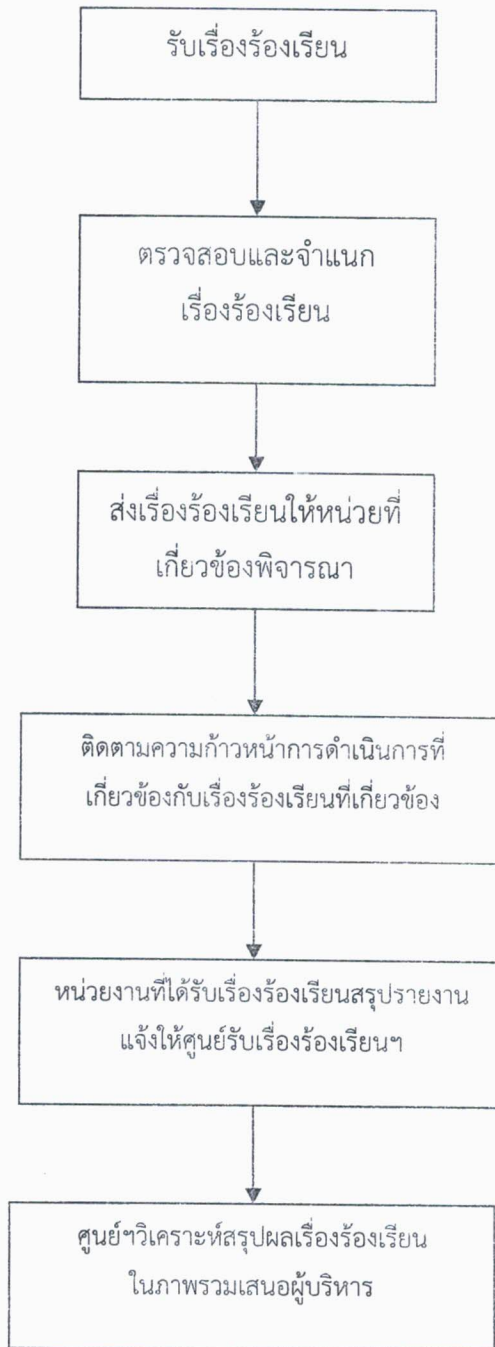 รับเรื่องร้องเรียน
ตรวจสอบและจำแนก
เรื่องร้องเรียน
ส่งเรื่องร้องเรียนให้หน่วยที่
เกี่ยวข้องพิจารณา
ติดตามความก้าวหน้าการดำเนินการที่
เกี่ยวข้องกับเรื่องร้องเรียนที่เกี่ยวข้อง
หน่วยงานที่ได้รับเรื่องร้องเรียนสรุปรายงาน
แจ้งให้ศูนย์รับเรื่องร้องเรียนฯ
ศูนย์ฯวิเคราะห์สรุปผลเรื่องร้องเรียน
ในภาพรวมเสนอผู้บริหาร